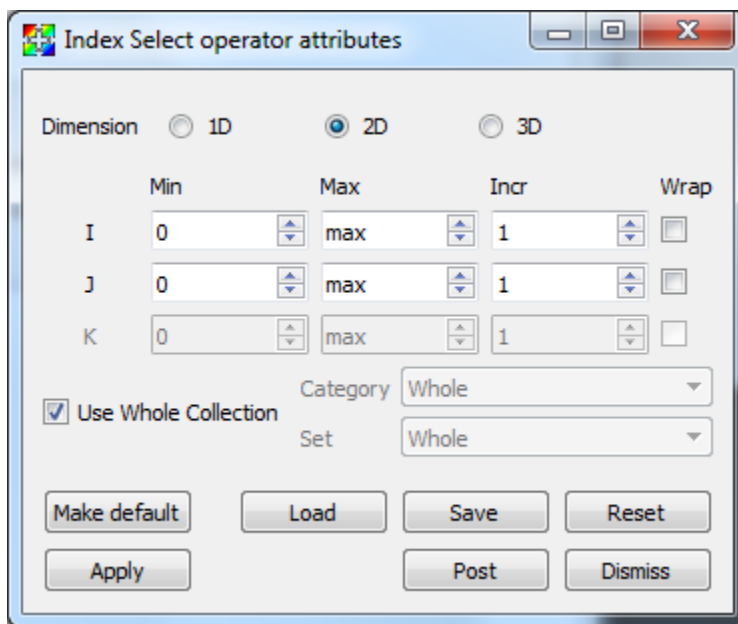 Index Select operator attributes
Dimension 1D 2D 3D
Min Max Incr Wrap
I 0 max 1
J 0 max 1
K 0 max 1
Category Whole
Use Whole Collection
Set Whole
Make default Load Save Reset
Apply Post Dismiss